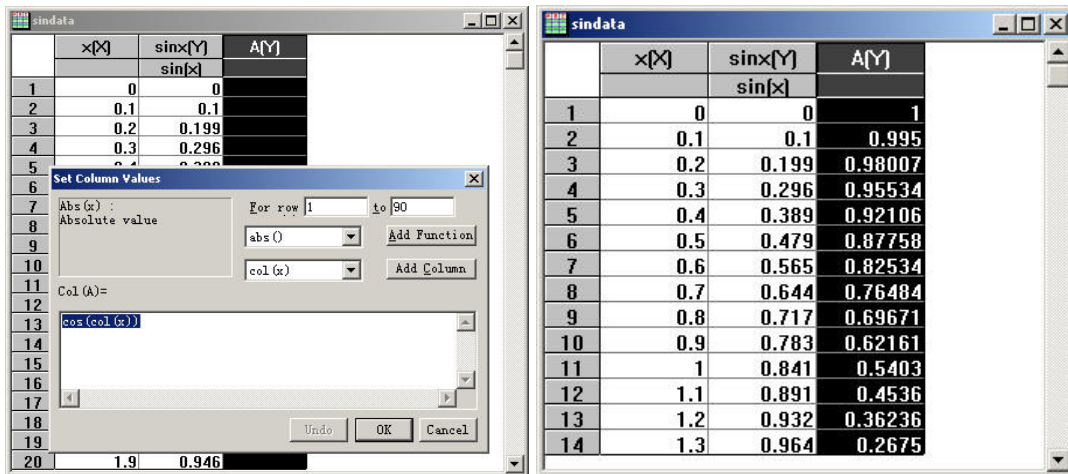 sindata
x(X) sinx(Y) A(Y)
sin(x)
1 0 0
2 0.1 0.1
3 0.2 0.199
4 0.3 0.296
5
6
7
8
9
10
11
12
13
14
15
16
17
18
19
20 1.9 0.946
Set Column Values
Abs(x) :
Absolute value
For row 1 to 90
abs() Add Function
col(x) Add Column
Col(A)=
cos(col(x))
Undo OK Cancel
sindata
x(X) sinx(Y) A(Y)
sin(x)
1 0 0 1
2 0.1 0.1 0.995
3 0.2 0.199 0.98007
4 0.3 0.296 0.95534
5 0.4 0.389 0.92106
6 0.5 0.479 0.87758
7 0.6 0.565 0.82534
8 0.7 0.644 0.76484
9 0.8 0.717 0.69671
10 0.9 0.783 0.62161
11 1 0.841 0.5403
12 1.1 0.891 0.4536
13 1.2 0.932 0.36236
14 1.3 0.964 0.2675